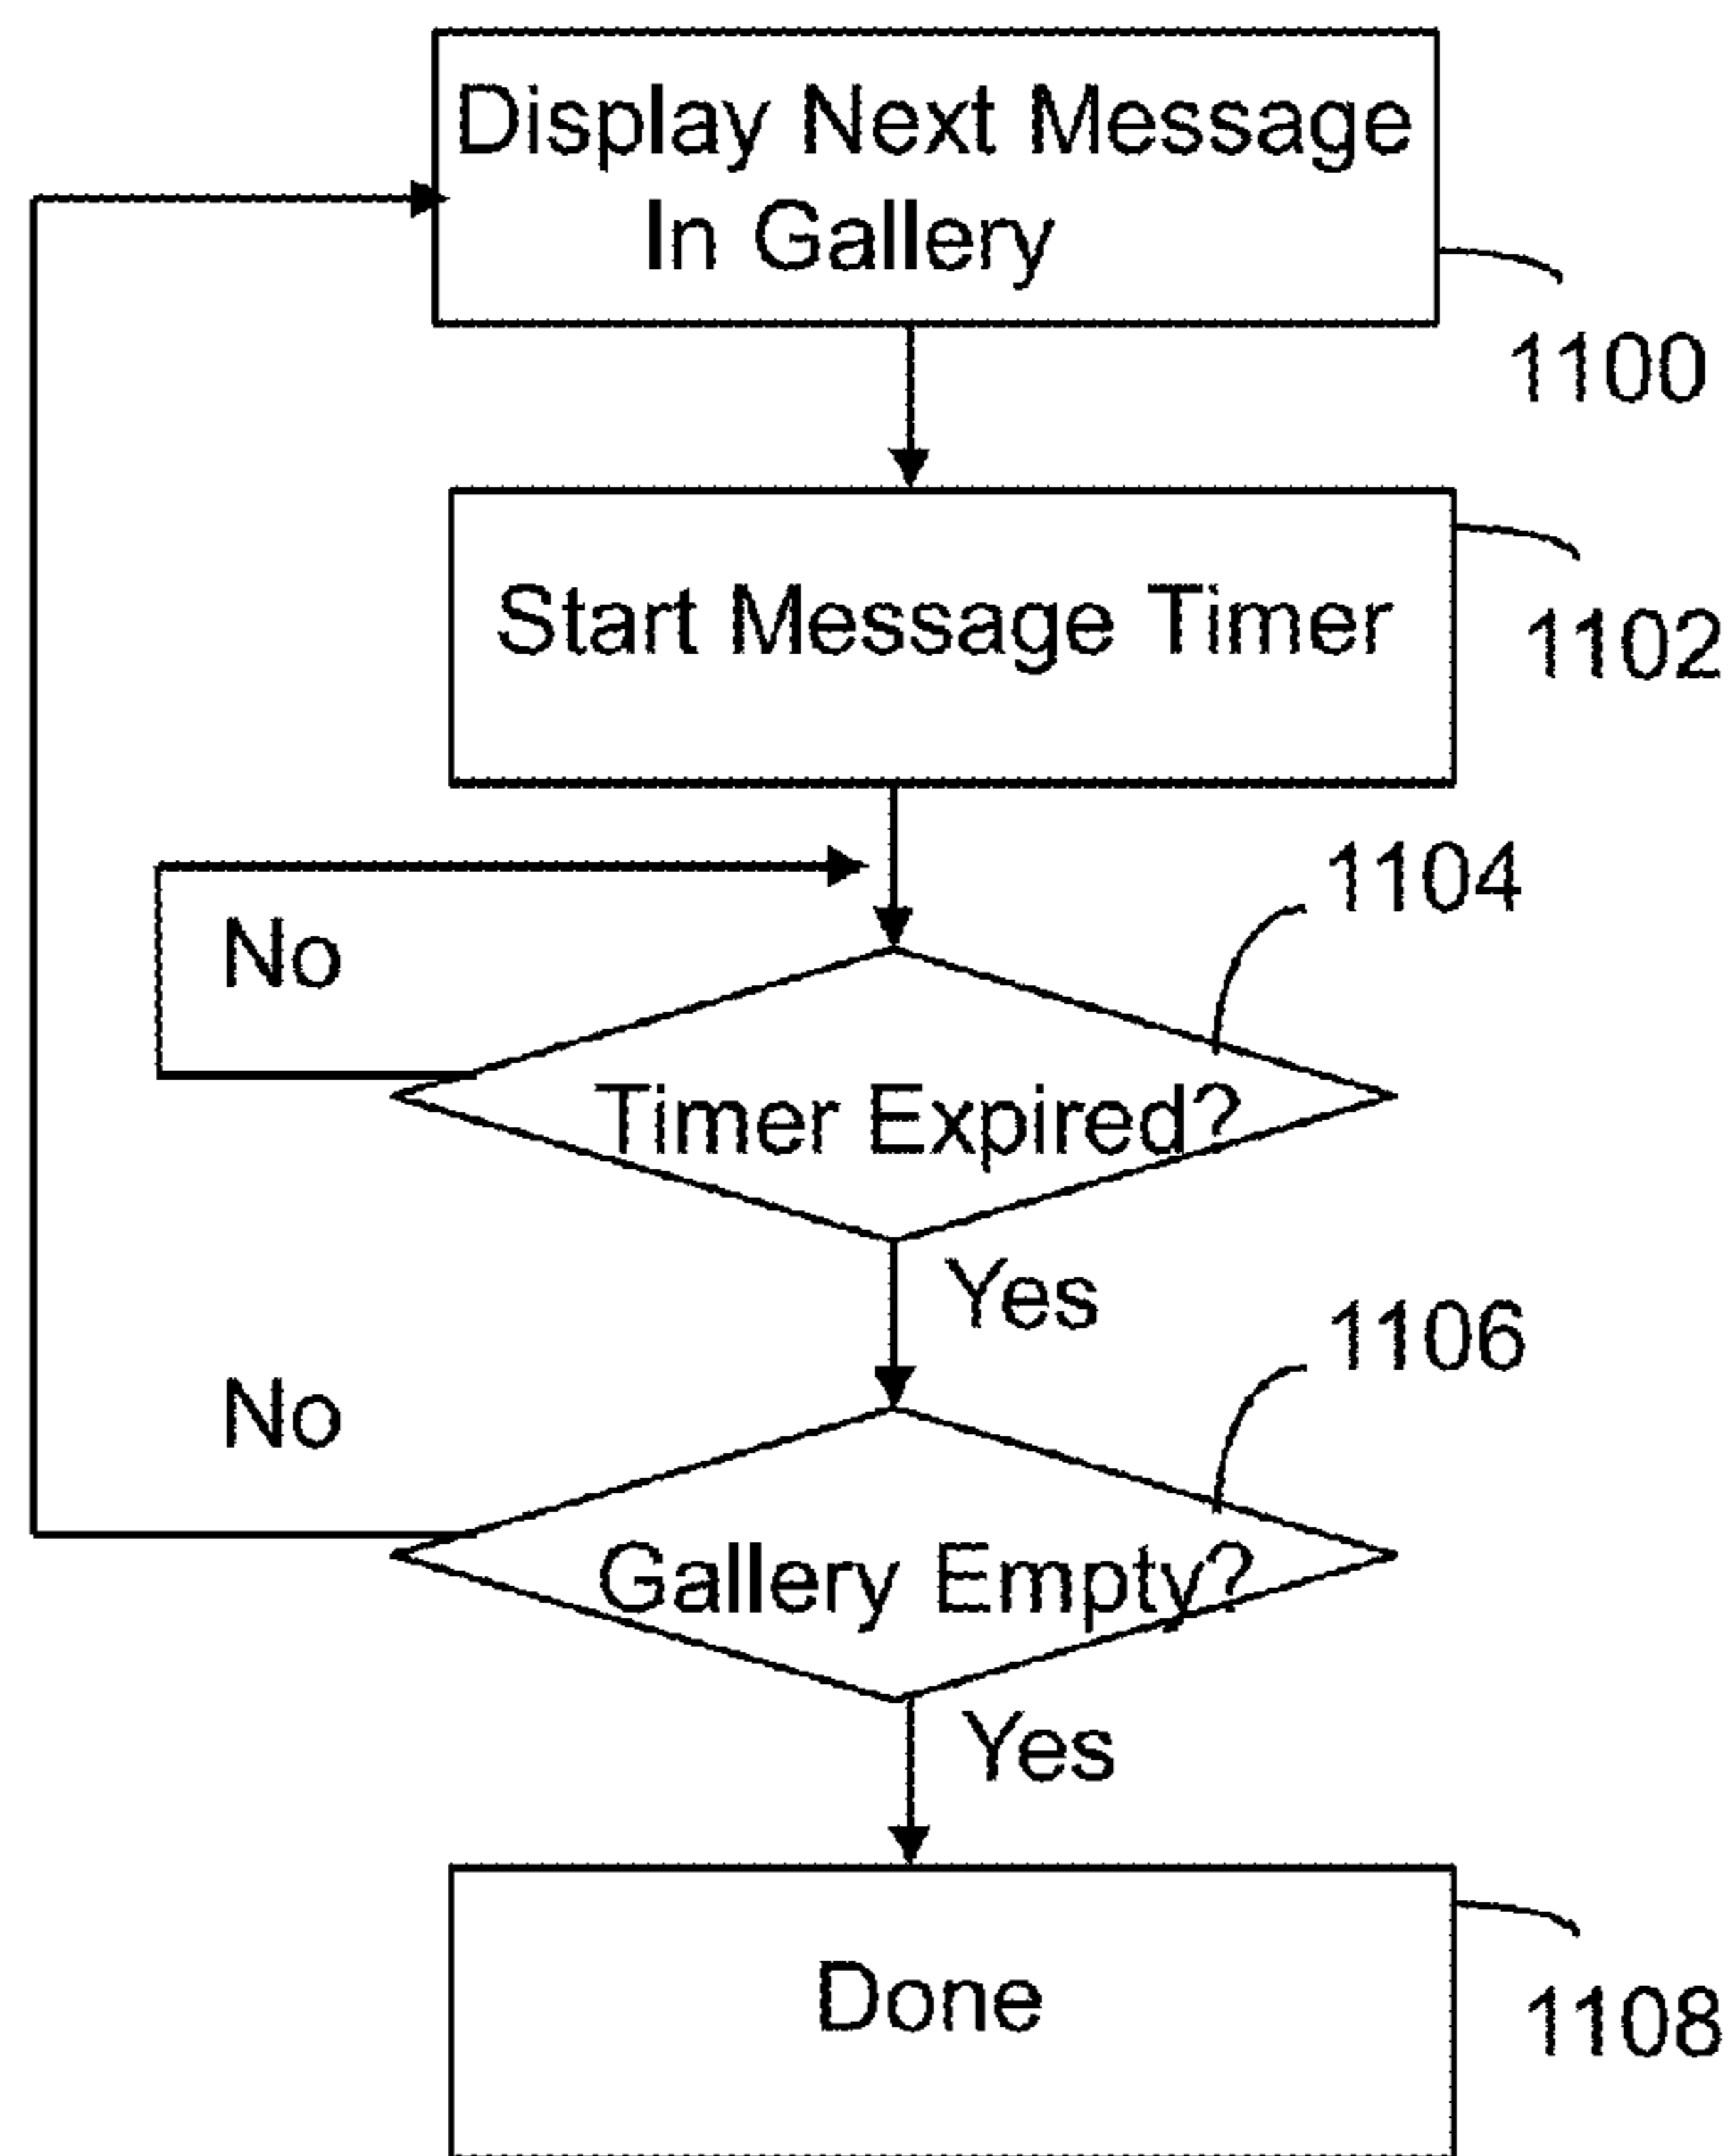 Display Next Message
In Gallery
1100
Start Message Timer
1102
1104
No
Timer Expired?
Yes
1106
No
Gallery Empty?
Yes
Done
1108